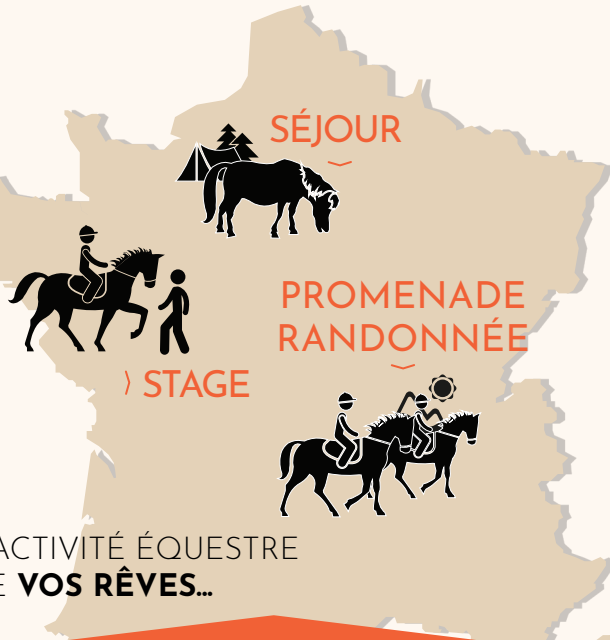 SÉJOUR
PROMENADE
RANDONNÉE
STAGE
ACTIVITÉ ÉQUESTRE
E VOS RÊVES...